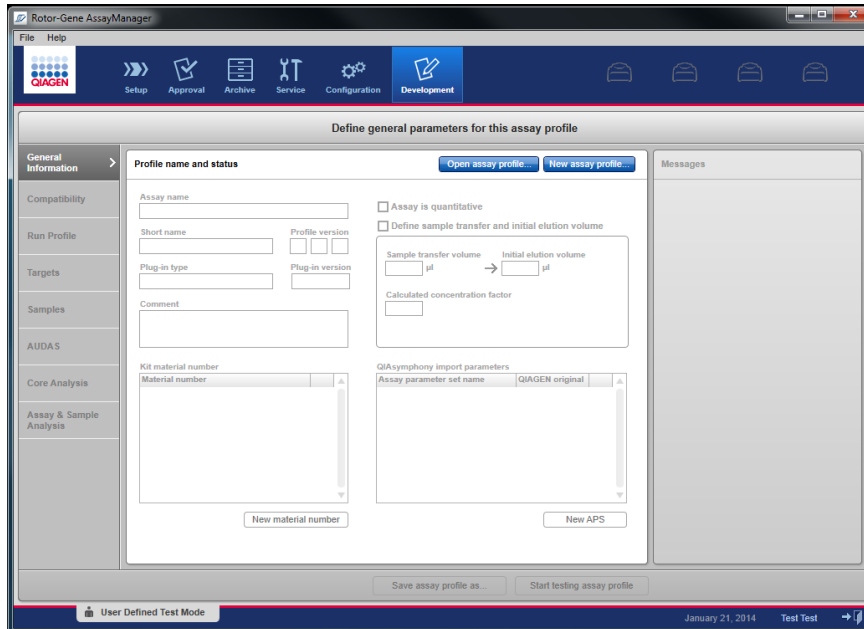 Rotor-Gene AssayManager
File Help
QIAGEN
Setup Approval Archive Service Configuration Development
Define general parameters for this assay profile
General Information
Compatibility
Run Profile
Targets
Samples
AUDAS
Core Analysis
Assay & Sample Analysis
Profile name and status Open assay profile... New assay profile...
Assay name
Short name Profile version
Plug-in type Plug-in version
Comment
Assay is quantitative
Define sample transfer and initial elution volume
Sample transfer volume Initial elution volume
µl µl
Calculated concentration factor
Kit material number
Material number
New material number
QIAsymphony import parameters
Assay parameter set name QIAGEN original
New APS
Messages
Save assay profile as... Start testing assay profile
User Defined Test Mode
January 21, 2014 Test Test